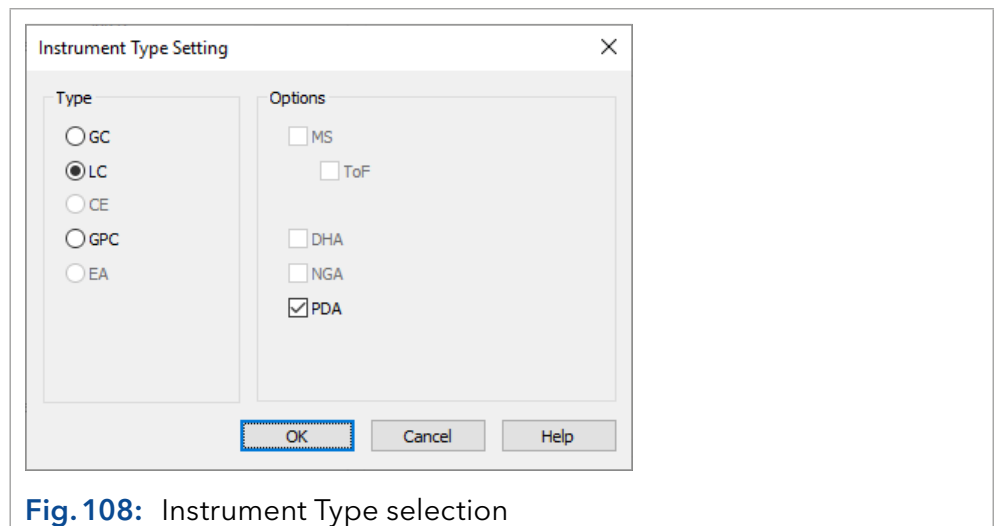 Instrument Type Setting
Type
GC
LC
CE
GPC
EA
Options
MS
ToF
DHA
NGA
PDA
OK Cancel Help
Fig. 108: Instrument Type selection